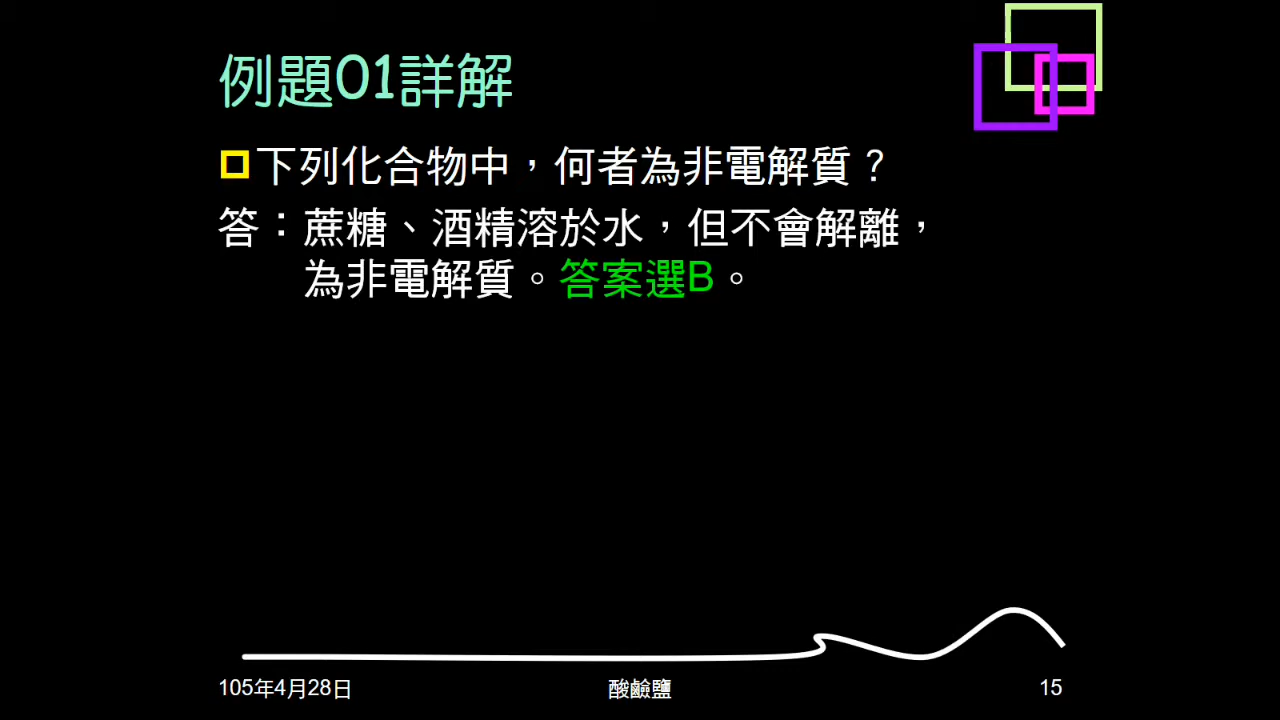 例題01詳解
下列化合物中，何者為非電解質？
答：蔗糖、酒精溶於水，但不會解離，
為非電解質。答案選B。
105年4月28日
酸鹼鹽
15